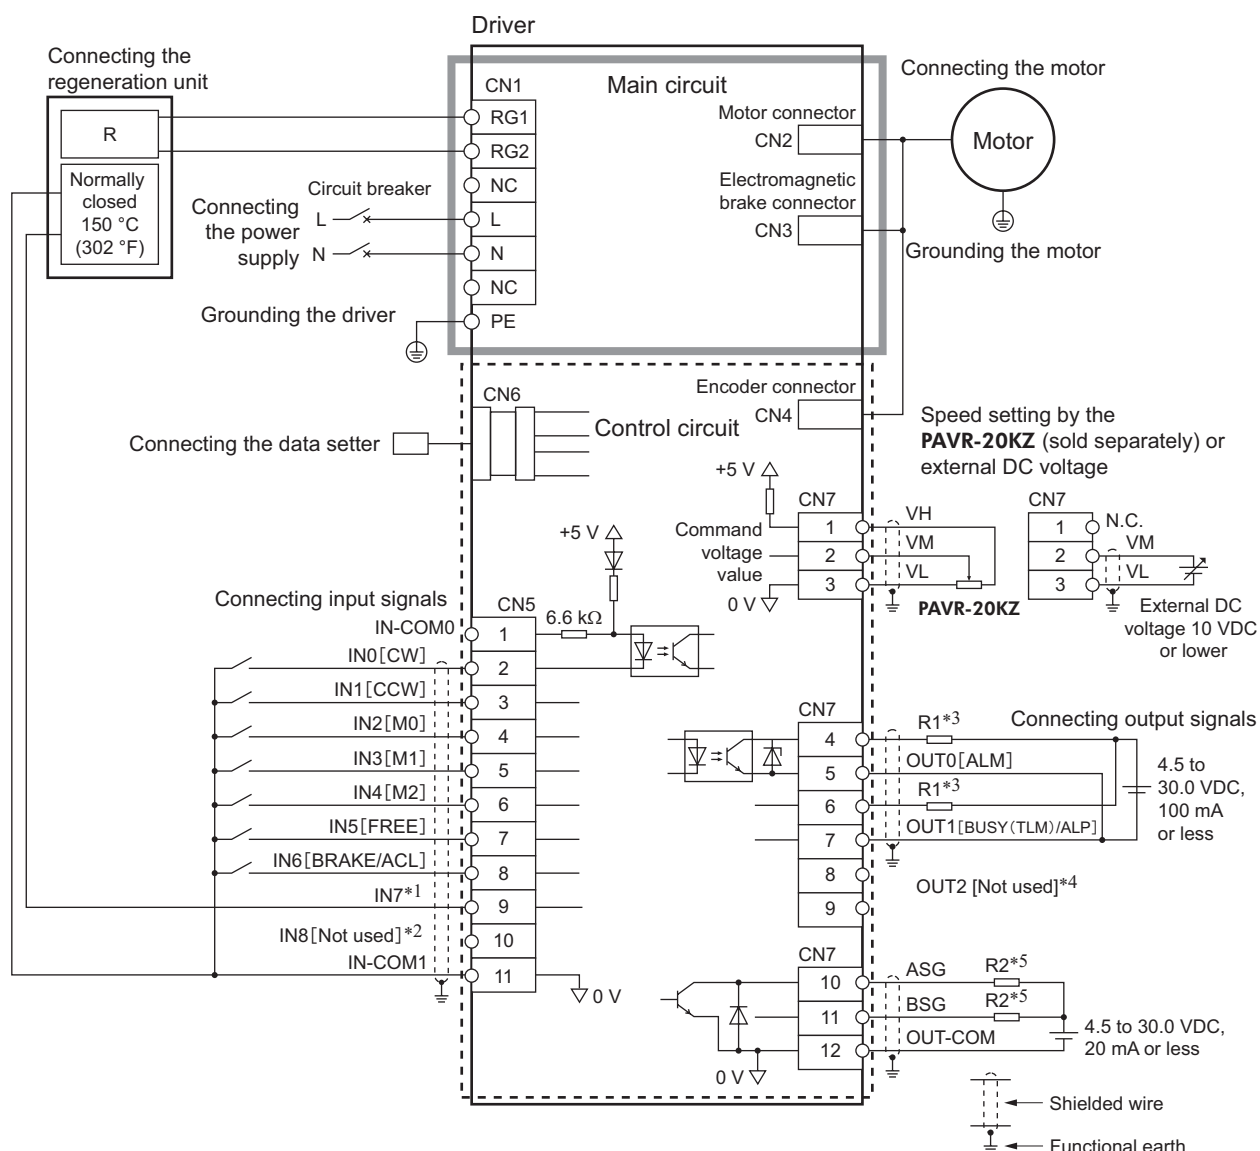 Driver
Connecting the
regeneration unit
R
Normally
closed
150 °C
(302 °F)
Main circuit
CN1
RG1
RG2
NC
L
N
NC
PE
Circuit breaker
Connecting
the power
supply
L
N
Grounding the driver
Motor connector
CN2
Electromagnetic
brake connector
CN3
Connecting the motor
Motor
Grounding the motor
CN6
Connecting the data setter
Control circuit
Encoder connector
CN4
Speed setting by the
PAVR-20KZ (sold separately) or
external DC voltage
+5 V
Command
voltage
value
0 V
CN7
1
2
3
VH
VM
VL
PAVR-20KZ
CN7
1
2
3
N.C.
VM
VL
External DC
voltage 10 VDC
or lower
+5 V
6.6 kΩ
Connecting input signals
CN5
IN-COM0
1
IN0[CW]
2
IN1[CCW]
3
IN2[M0]
4
IN3[M1]
5
IN4[M2]
6
IN5[FREE]
7
IN6[BRAKE/ACL]
8
IN7*1
9
IN8[Not used]*2
10
IN-COM1
11
0 V
CN7
4
5
6
7
8
9
R1*3
OUT0[ALM]
R1*3
OUT1[BUSY(TLM)/ALP]
OUT2 [Not used]*4
Connecting output signals
4.5 to
30.0 VDC,
100 mA
or less
CN7
10
11
12
ASG
R2*5
BSG
R2*5
OUT-COM
4.5 to 30.0 VDC,
20 mA or less
0 V
Shielded wire
Functional earth